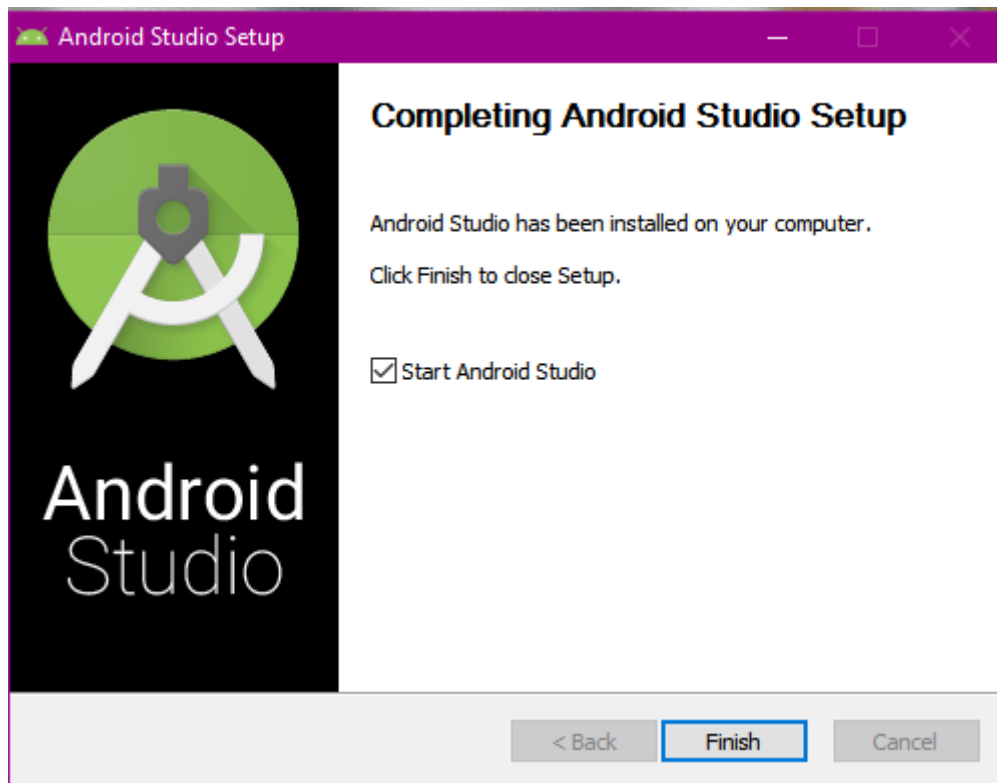 Android Studio Setup
Completing Android Studio Setup
Android Studio has been installed on your computer.
Click Finish to close Setup.
Start Android Studio
Android
Studio
< Back
Finish
Cancel